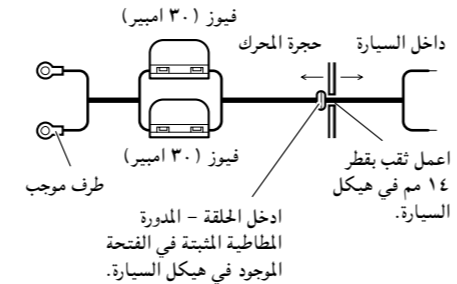 فيوز (٣٠ امبير)
داخل السيارة
حجرة المحرك
فيوز (٣٠ امبير)
طرف موجب
اعمل ثقب بقطر
١٤ مم في هيكل
السيارة.
ادخل الحلقة – المدورة
المطاطية المثبتة في الفتحة
الموجود في هيكل السيارة.